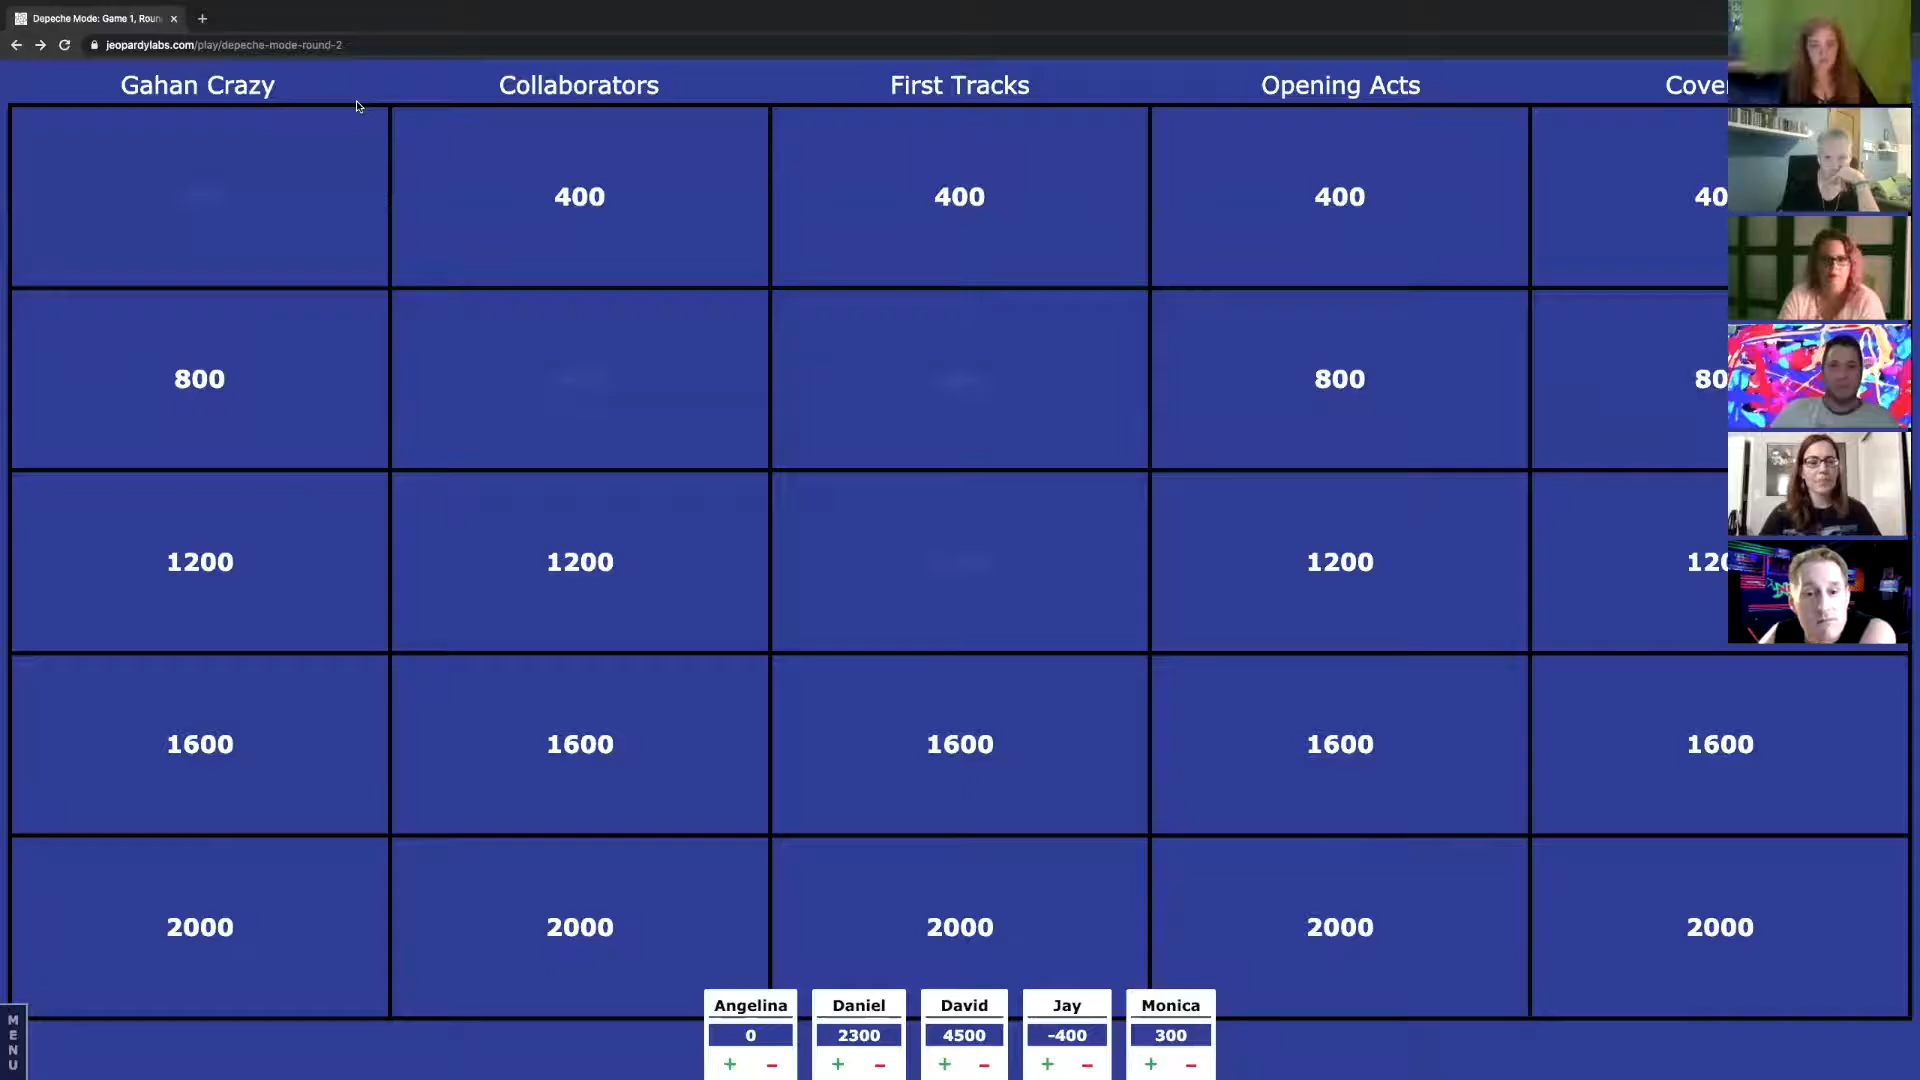 Depeche Mode: Game 1, Roun
jeopardylabs.com/play/depeche-mode-round-2
Gahan Crazy Collaborators First Tracks Opening Acts Cove
400 400 400 40
800 800 80
1200 1200 1200 120
1600 1600 1600 1600 1600
2000 2000 2000 2000 2000
Angelina Daniel David Jay Monica
0 2300 4500 -400 300
+ - + - + - + - + -
MENU